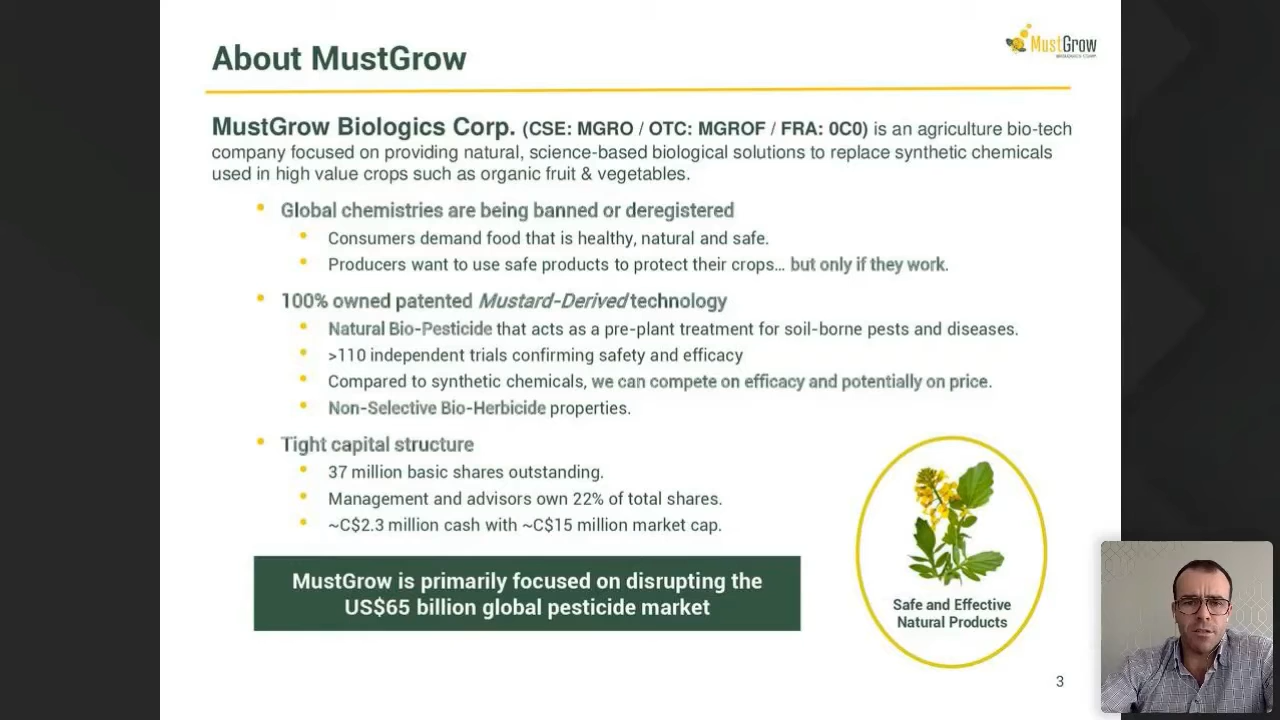 About MustGrow
MustGrow
BIOLOGICS CORP.
MustGrow Biologics Corp. (CSE: MGRO / OTC: MGROF / FRA: 0C0) is an agriculture bio-tech
company focused on providing natural, science-based biological solutions to replace synthetic chemicals
used in high value crops such as organic fruit & vegetables.
• Global chemistries are being banned or deregistered
• Consumers demand food that is healthy, natural and safe.
• Producers want to use safe products to protect their crops… but only if they work.
• 100% owned patented Mustard-Derived technology
• Natural Bio-Pesticide that acts as a pre-plant treatment for soil-borne pests and diseases.
• >110 independent trials confirming safety and efficacy
• Compared to synthetic chemicals, we can compete on efficacy and potentially on price.
• Non-Selective Bio-Herbicide properties.
• Tight capital structure
• 37 million basic shares outstanding.
• Management and advisors own 22% of total shares.
• ~C$2.3 million cash with ~C$15 million market cap.
MustGrow is primarily focused on disrupting the
US$65 billion global pesticide market
Safe and Effective
Natural Products
3